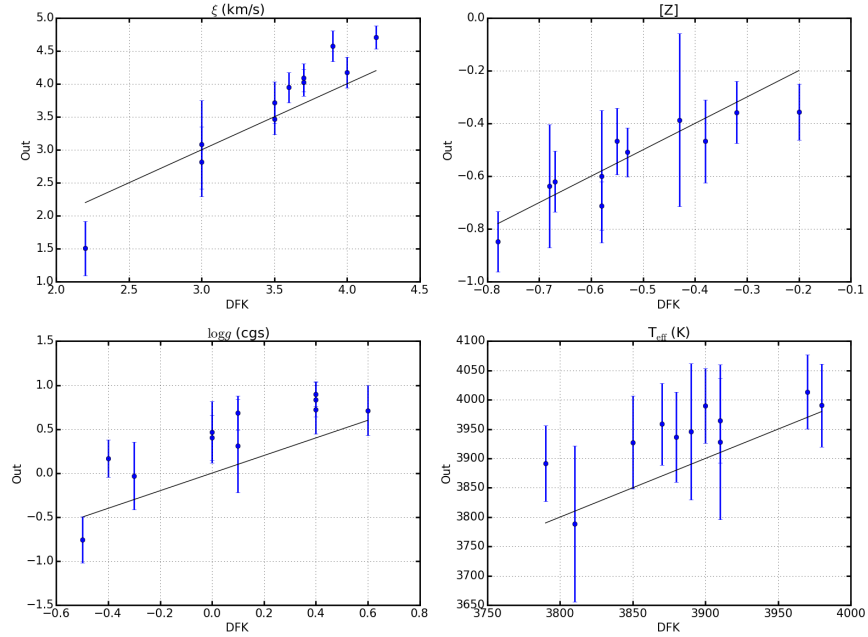 ξ (km/s)
5.0
4.5
4.0
3.5
3.0
2.5
2.0
1.5
1.0
Out
2.0 2.5 3.0 3.5 4.0 4.5
DFK
[Z]
0.0
−0.2
−0.4
−0.6
−0.8
−1.0
Out
−0.8 −0.7 −0.6 −0.5 −0.4 −0.3 −0.2 −0.1
DFK
log g (cgs)
1.5
1.0
0.5
0.0
−0.5
−1.0
−1.5
Out
−0.6 −0.4 −0.2 0.0 0.2 0.4 0.6 0.8
DFK
T_eff (K)
4100
4050
4000
3950
3900
3850
3800
3750
3700
3650
Out
3750 3800 3850 3900 3950 4000
DFK